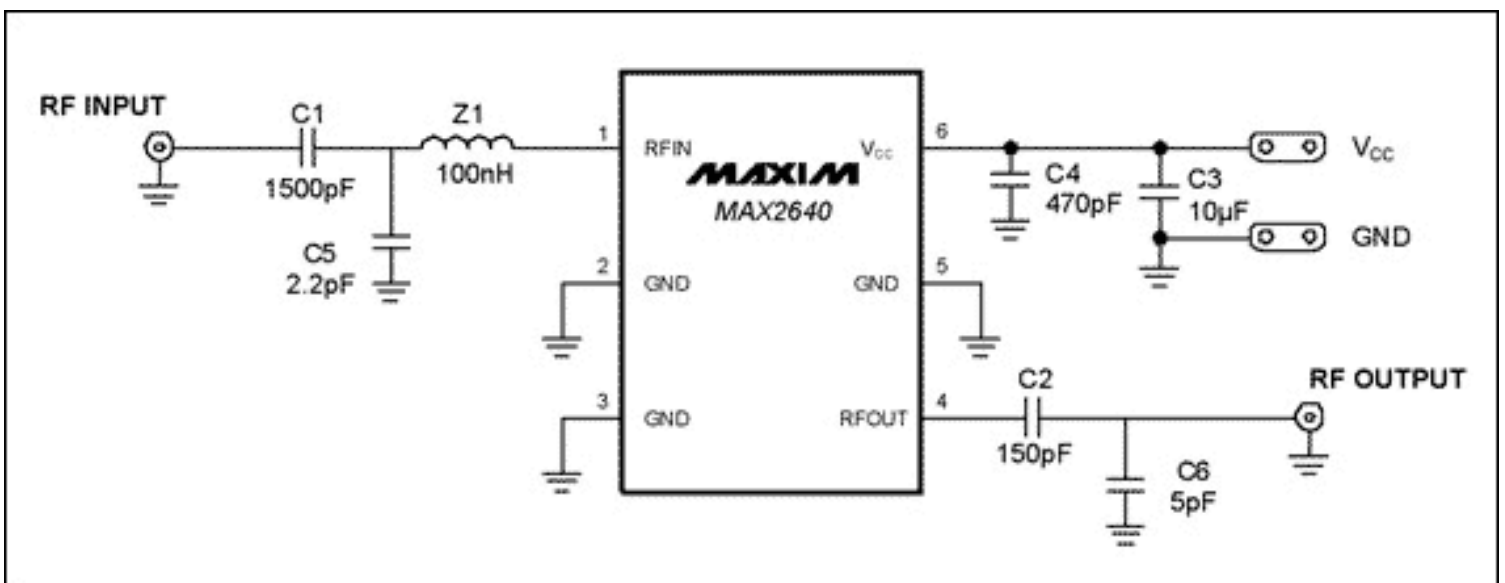 RF INPUT
C1
1500pF
Z1
100nH
C5
2.2pF
1
RFIN
MAXIM
MAX2640
VCC
6
2
GND
GND
5
3
GND
RFOUT
4
C4
470pF
C3
10µF
VCC
GND
C2
150pF
C6
5pF
RF OUTPUT